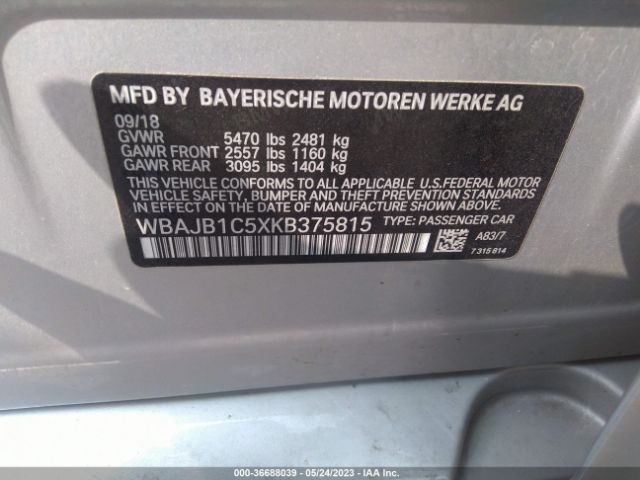 MFD BY BAYERISCHE MOTOREN WERKE AG
09/18
GVWR 5470 lbs 2481 kg
GAWR FRONT 2557 lbs 1160 kg
GAWR REAR 3095 lbs 1404 kg
THIS VEHICLE CONFORMS TO ALL APPLICABLE U.S.FEDERAL MOTOR
VEHICLE SAFETY, BUMPER, AND THEFT PREVENTION STANDARDS
IN EFFECT ON THE DATE OF MANUFACTURE SHOWN ABOVE.
WBAJB1C5XKB375815 TYPE: PASSENGER CAR
A83/7
7 315 614
000-36688039 - 05/24/2023 - IAA Inc.